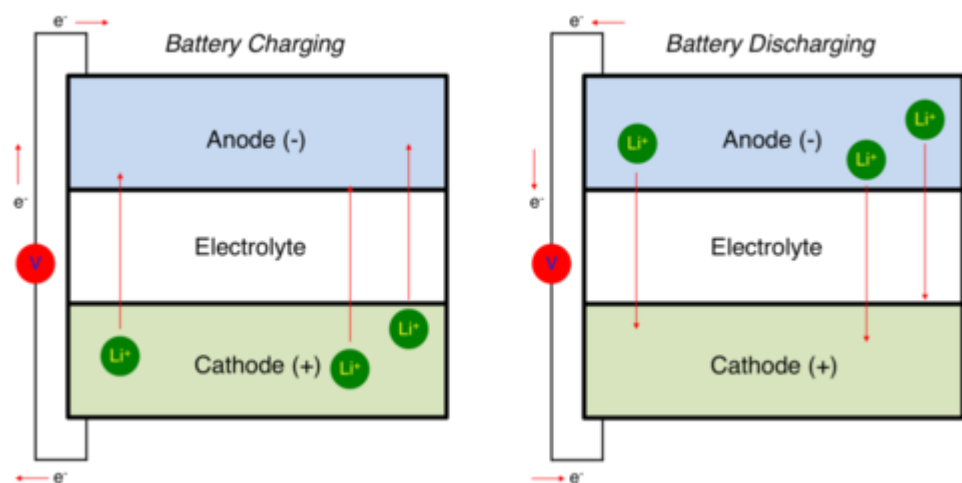 e⁻
Battery Charging
Anode (-)
Li⁺
Li⁺
Li⁺
Electrolyte
Cathode (+)
e⁻
V
e⁻
e⁻
Battery Discharging
Li⁺
Anode (-)
Li⁺
Li⁺
e⁻
Electrolyte
V
Cathode (+)
e⁻